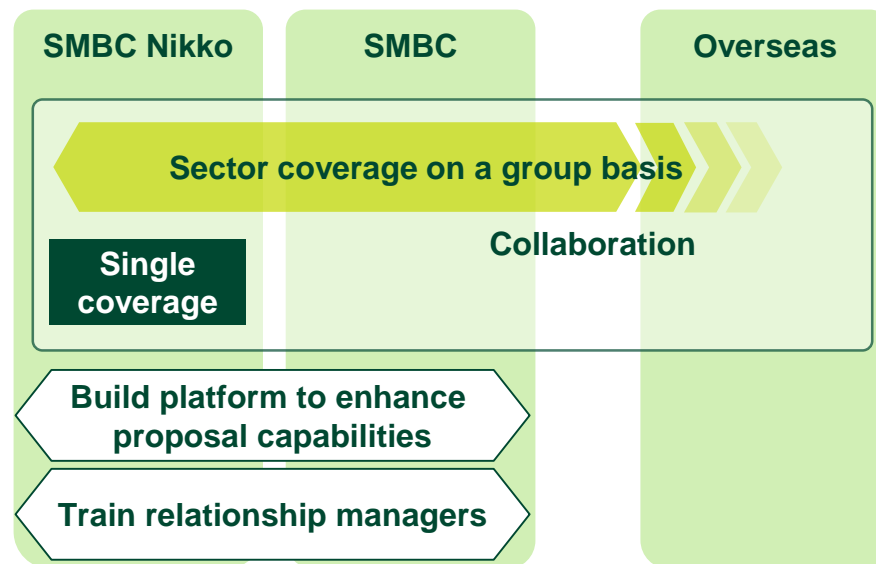 SMBC Nikko
SMBC
Overseas
Sector coverage on a group basis
Collaboration
Single
coverage
Build platform to enhance
proposal capabilities
Train relationship managers